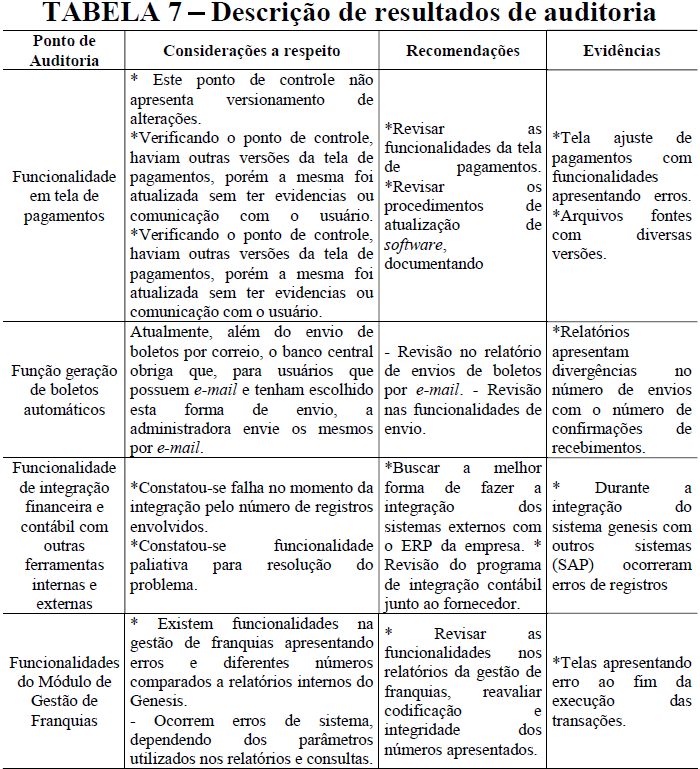 TABELA 7 – Descrição de resultados de auditoria
Ponto de
Auditoria
Considerações a respeito
Recomendações
Evidências
Funcionalidade
em tela de
pagamentos
* Este ponto de controle não
apresenta versionamento de
alterações.
*Verificando o ponto de controle,
haviam outras versões da tela de
pagamentos, porém a mesma foi
atualizada sem ter evidencias ou
comunicação com o usuário.
*Verificando o ponto de controle,
haviam outras versões da tela de
pagamentos, porém a mesma foi
atualizada sem ter evidencias ou
comunicação com o usuário.
*Revisar as
funcionalidades da tela
de pagamentos.
*Revisar os
procedimentos de
atualização de
software,
documentando
*Tela ajuste de
pagamentos com
funcionalidades
apresentando erros.
*Arquivos fontes
com diversas
versões.
Função geração
de boletos
automáticos
Atualmente, além do envio de
boletos por correio, o banco central
obriga que, para usuários que
possuem e-mail e tenham escolhido
esta forma de envio, a
administradora envie os mesmos
por e-mail.
- Revisão no relatório
de envios de boletos
por e-mail. - Revisão
nas funcionalidades de
envio.
*Relatórios
apresentam
divergências no
número de envios
com o número de
confirmações de
recebimentos.
Funcionalidade
de integração
financeira e
contábil com
outras
ferramentas
internas e
externas
*Constatou-se falha no momento da
integração pelo número de registros
envolvidos.
*Constatou-se funcionalidade
paliativa para resolução do
problema.
*Buscar a melhor
forma de fazer a
integração dos
sistemas externos com
o ERP da empresa. *
Revisão do programa
de integração contábil
junto ao fornecedor.
* Durante a
integração do
sistema genesis com
outros sistemas
(SAP) ocorreram
erros de registros
Funcionalidades
do Módulo de
Gestão de
Franquias
* Existem funcionalidades na
gestão de franquias apresentando
erros e diferentes números
comparados a relatórios internos do
Genesis.
- Ocorrem erros de sistema,
dependendo dos parâmetros
utilizados nos relatórios e consultas.
* Revisar as
funcionalidades nos
relatórios da gestão de
franquias, reavaliar
codificação e
integridade dos
números apresentados.
*Telas apresentando
erro ao fim da
execução das
transações.